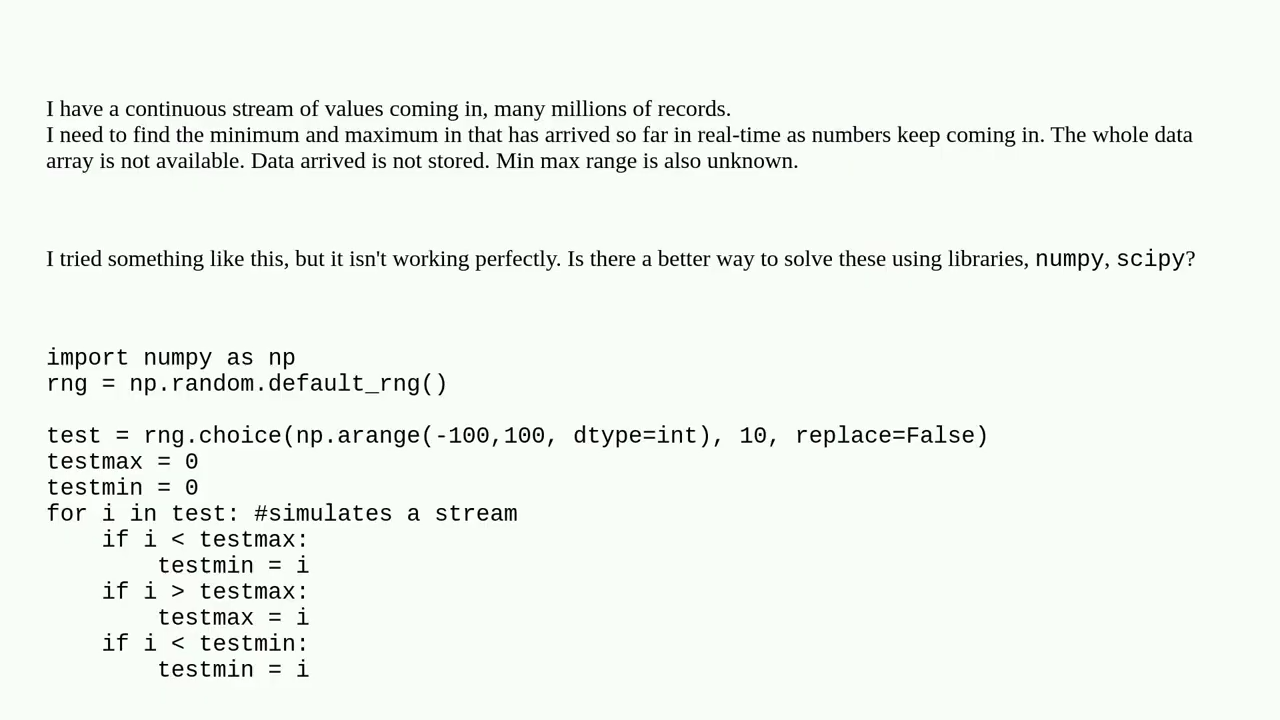 I have a continuous stream of values coming in, many millions of records.
I need to find the minimum and maximum in that has arrived so far in real-time as numbers keep coming in. The whole data
array is not available. Data arrived is not stored. Min max range is also unknown.
I tried something like this, but it isn't working perfectly. Is there a better way to solve these using libraries, numpy, scipy?
import numpy as np
rng = np.random.default_rng()
test = rng.choice(np.arange(-100,100, dtype=int), 10, replace=False)
testmax = 0
testmin = 0
for i in test: #simulates a stream
    if i < testmax:
        testmin = i
    if i > testmax:
        testmax = i
    if i < testmin:
        testmin = i